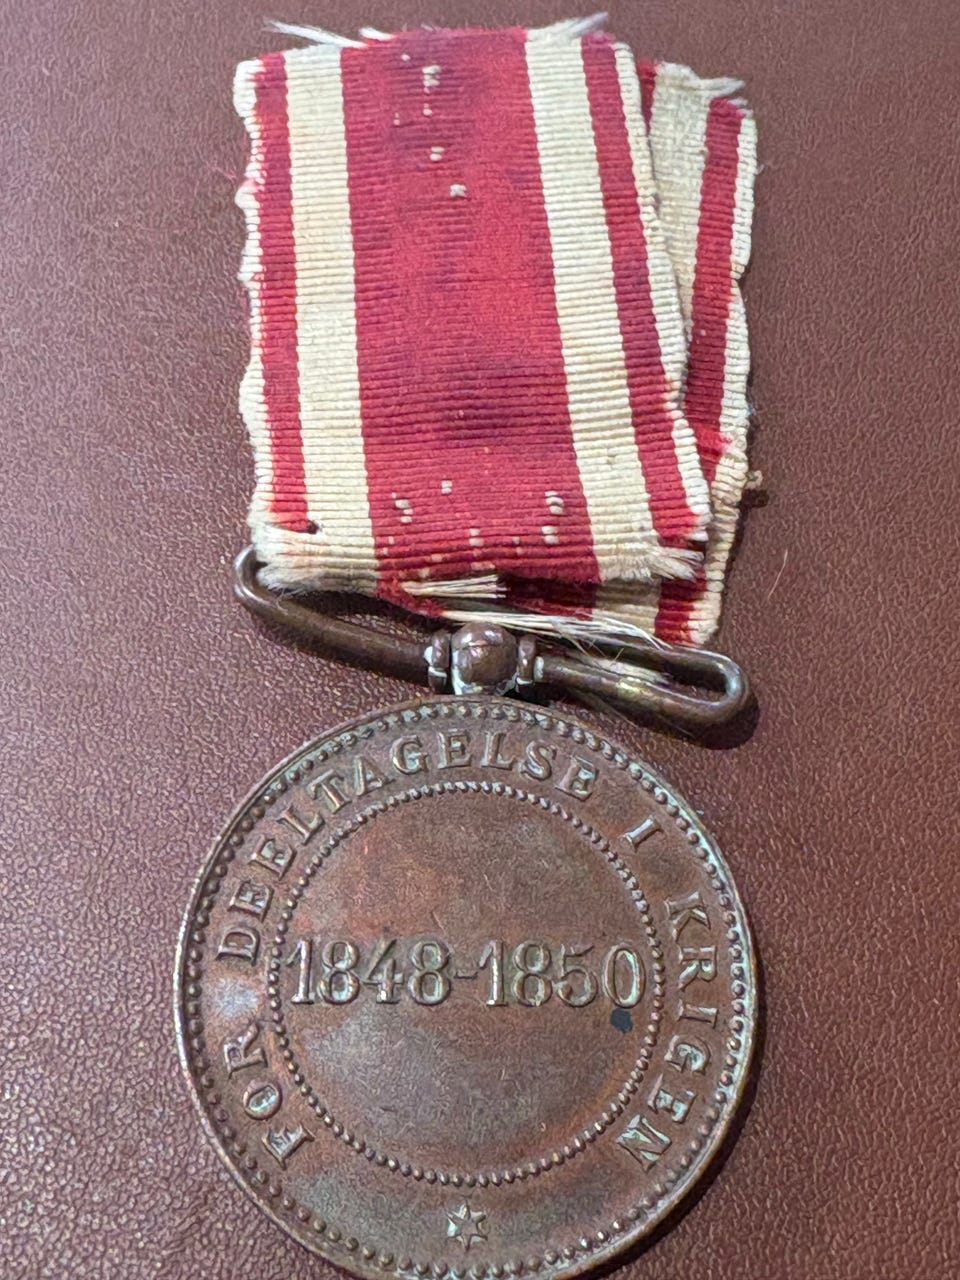 FOR DEELTAGELSE I KRIGEN
1848-1850